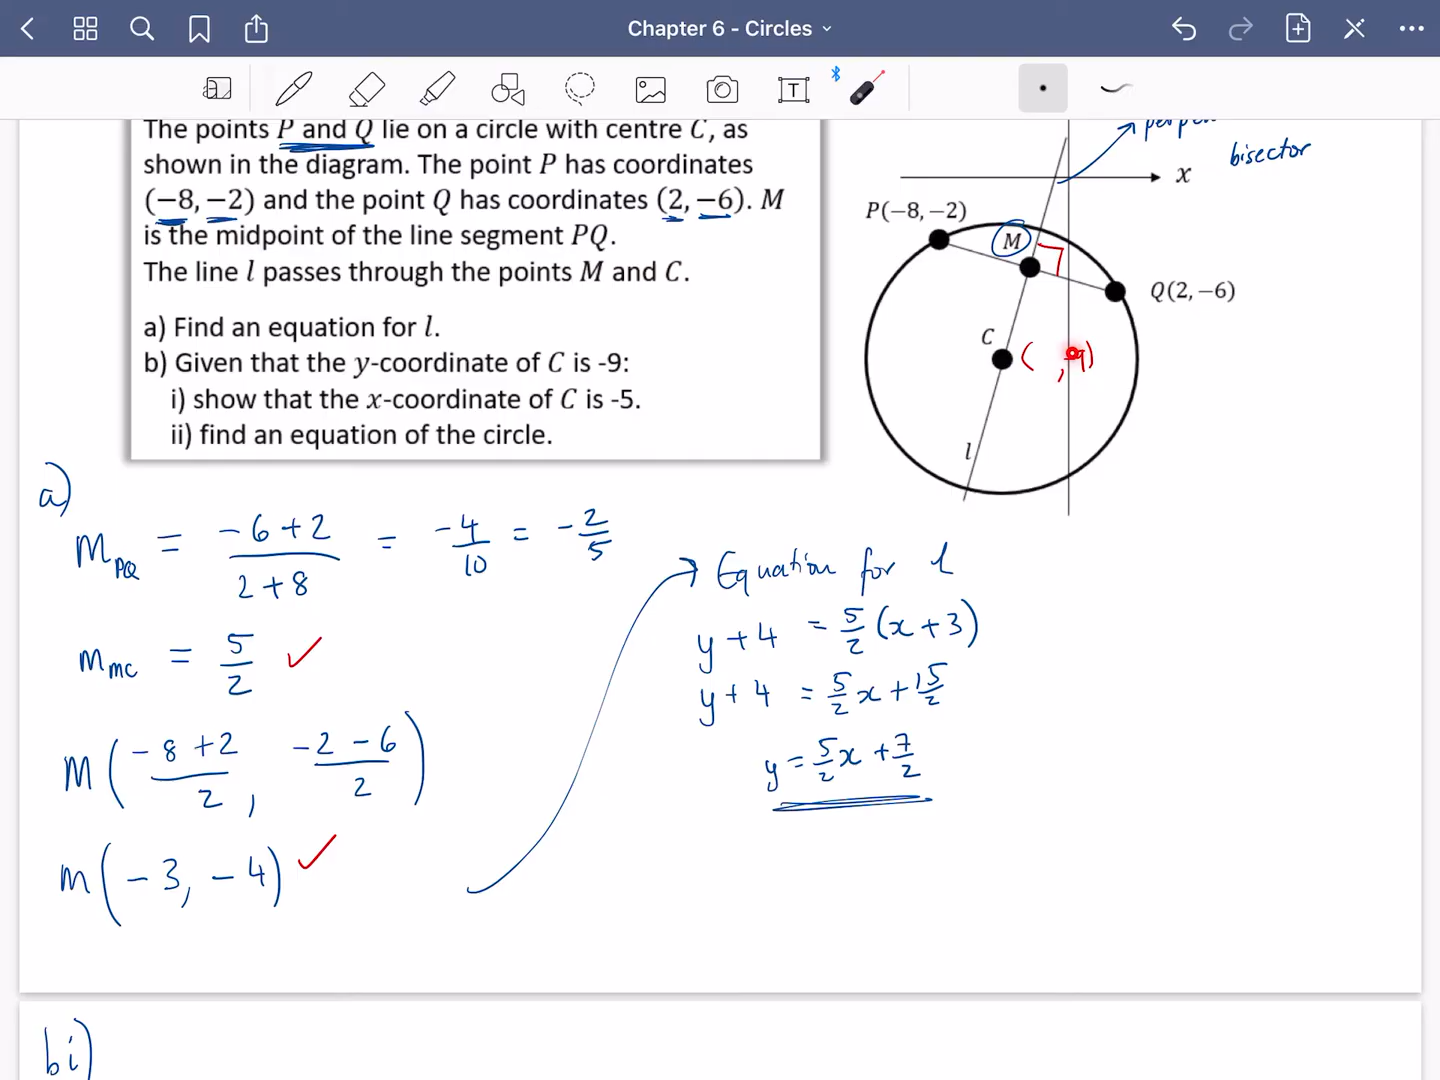 Chapter 6 - Circles
The points P and Q lie on a circle with centre C, as
shown in the diagram. The point P has coordinates
(−8, −2) and the point Q has coordinates (2, −6). M
is the midpoint of the line segment PQ.
The line l passes through the points M and C.
a) Find an equation for l.
b) Given that the y-coordinate of C is -9:
i) show that the x-coordinate of C is -5.
ii) find an equation of the circle.
bisector
x
P(−8, −2)
M
Q(2, −6)
C
( , -9)
l
a)
m_PQ = (-6+2)/(2+8) = -4/10 = -2/5
m_MC = 5/2 ✓
M(-8+2/2, -2-6/2)
M(-3, -4) ✓
→ Equation for l
y+4 = 5/2(x+3)
y+4 = 5/2x+15/2
y=5/2x+7/2
bi)